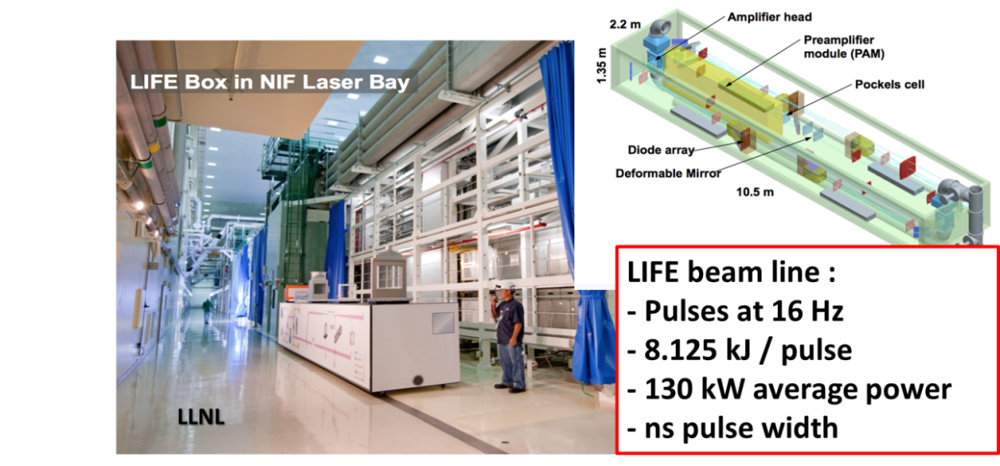 LIFE Box in NIF Laser Bay
LLNL
Amplifier head
2.2 m
Preamplifier
module (PAM)
1.35 m
Pockels cell
Diode array
Deformable Mirror
10.5 m
LIFE beam line :
- Pulses at 16 Hz
- 8.125 kJ / pulse
- 130 kW average power
- ns pulse width